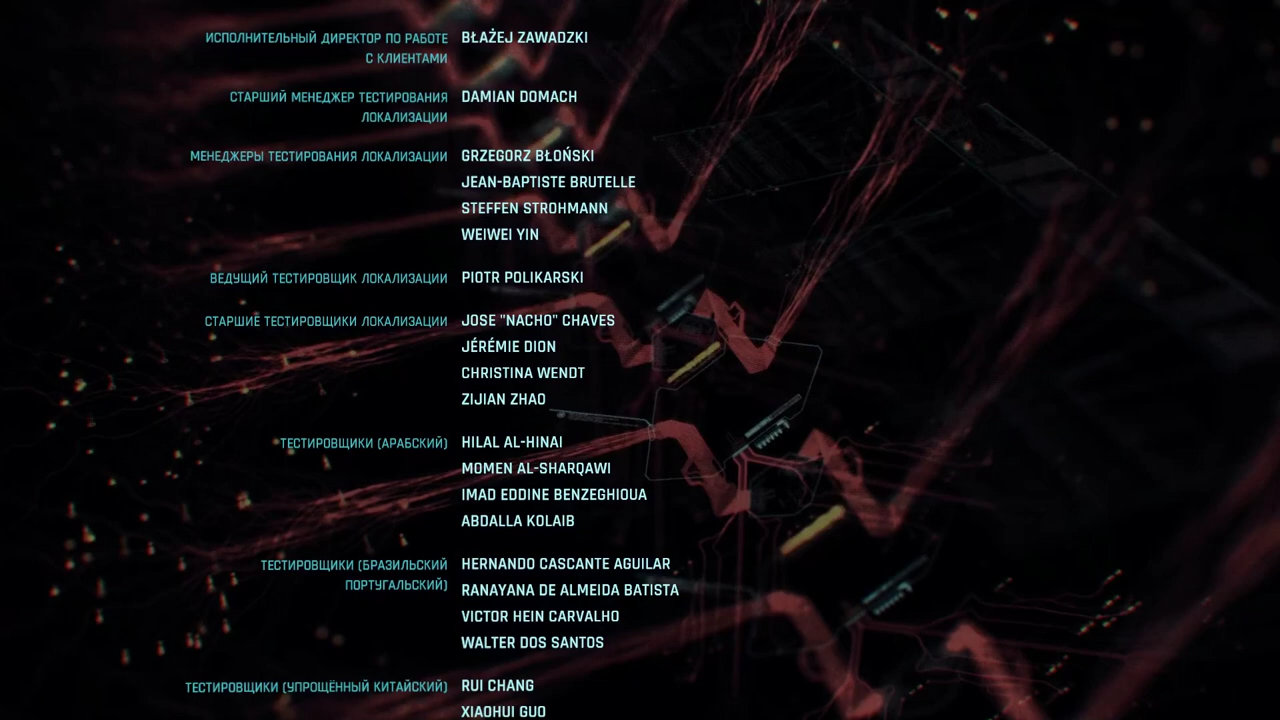 ИСПОЛНИТЕЛЬНЫЙ ДИРЕКТОР ПО РАБОТЕ BŁAŻEJ ZAWADZKI
С КЛИЕНТАМИ
СТАРШИЙ МЕНЕДЖЕР ТЕСТИРОВАНИЯ DAMIAN DOMACH
ЛОКАЛИЗАЦИИ
МЕНЕДЖЕРЫ ТЕСТИРОВАНИЯ ЛОКАЛИЗАЦИИ GRZEGORZ BŁOŃSKI
JEAN-BAPTISTE BRUTELLE
STEFFEN STROHMANN
WEIWEI YIN
ВЕДУЩИЙ ТЕСТИРОВЩИК ЛОКАЛИЗАЦИИ PIOTR POLIKARSKI
СТАРШИЕ ТЕСТИРОВЩИКИ ЛОКАЛИЗАЦИИ JOSE "NACHO" CHAVES
JÉRÉMIE DION
CHRISTINA WENDT
ZIJIAN ZHAO
ТЕСТИРОВЩИКИ (АРАБСКИЙ) HILAL AL-HINAI
MOMEN AL-SHARQAWI
IMAD EDDINE BENZEGHIOUA
ABDALLA KOLAIB
ТЕСТИРОВЩИКИ (БРАЗИЛЬСКИЙ HERNANDO CASCANTE AGUILAR
ПОРТУГАЛЬСКИЙ) RANAYANA DE ALMEIDA BATISTA
VICTOR HEIN CARVALHO
WALTER DOS SANTOS
ТЕСТИРОВЩИКИ (УПРОЩЁННЫЙ КИТАЙСКИЙ) RUI CHANG
XIAOHUI GUO